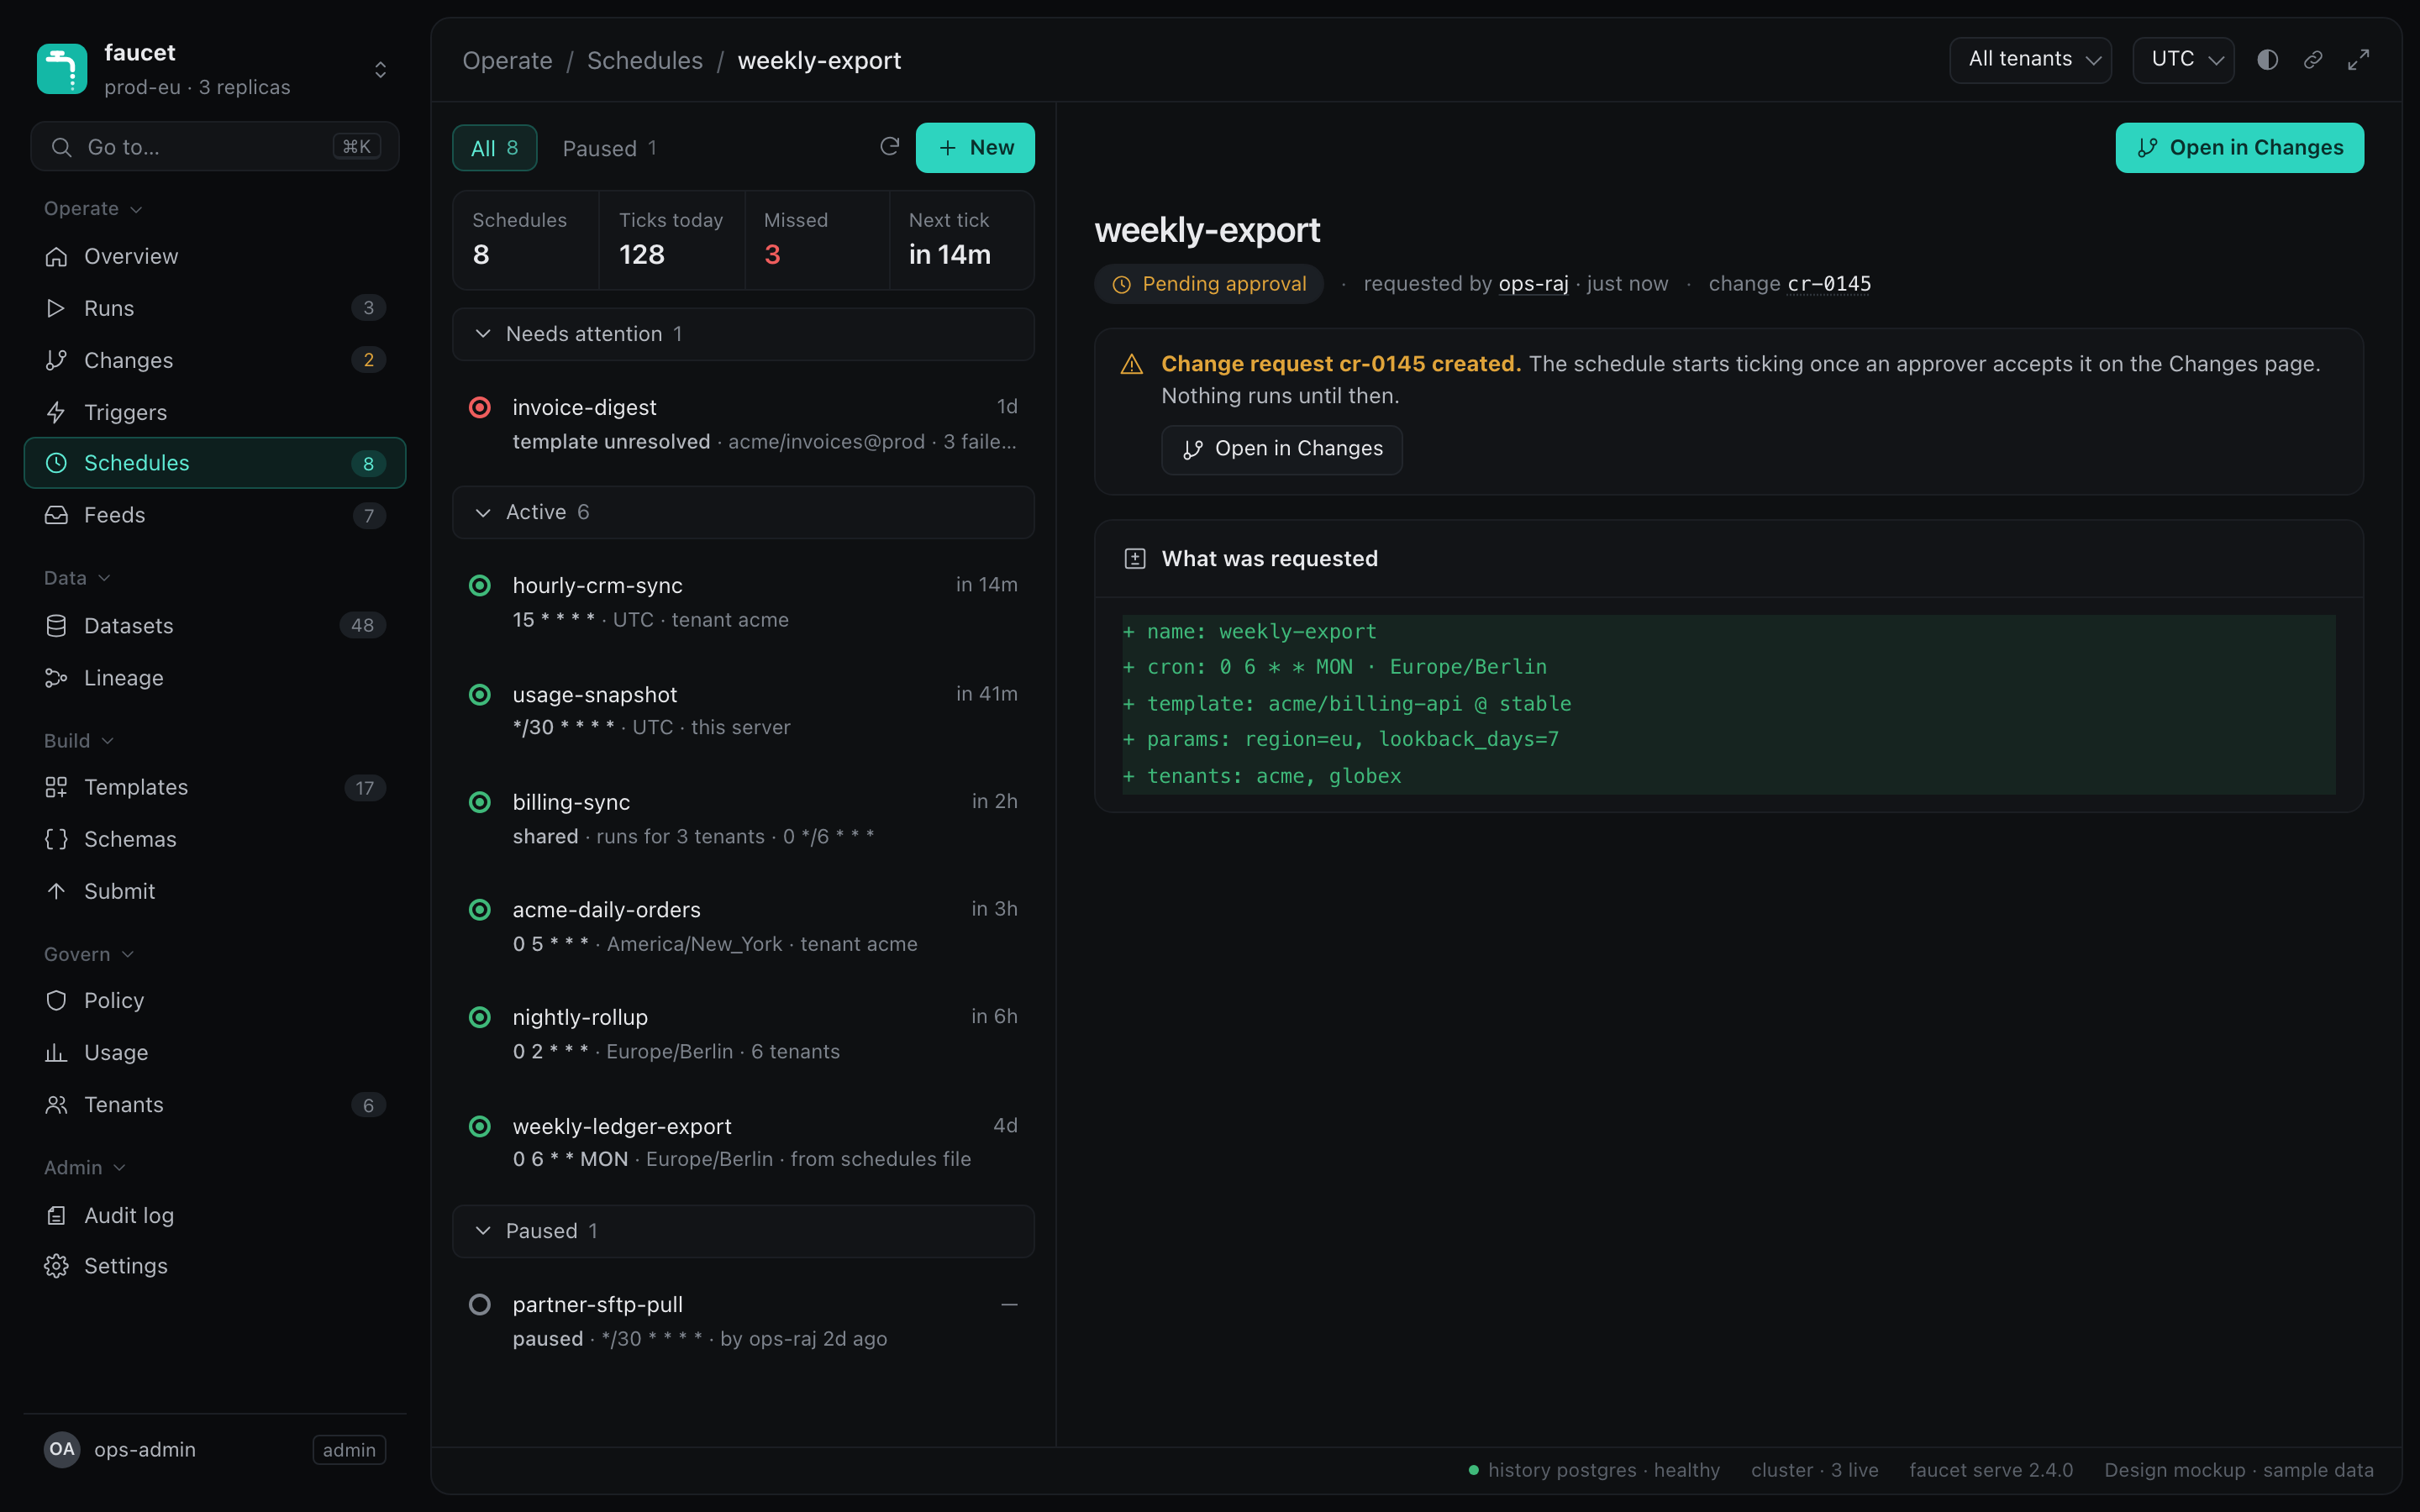 faucet
prod-eu · 3 replicas
Go to...
⌘K
Operate
Overview
Runs 3
Changes 2
Triggers
Schedules 8
Feeds 7
Data
Datasets 48
Lineage
Build
Templates 17
Schemas
Submit
Govern
Policy
Usage
Tenants 6
Admin
Audit log
Settings
OA ops-admin admin
Operate / Schedules / weekly-export
All tenants
UTC
All 8
Paused 1
New
Schedules
8
Ticks today
128
Missed
3
Next tick
in 14m
Needs attention 1
invoice-digest 1d
template unresolved · acme/invoices@prod · 3 faile...
Active 6
hourly-crm-sync in 14m
15 * * * * · UTC · tenant acme
usage-snapshot in 41m
*/30 * * * * · UTC · this server
billing-sync in 2h
shared · runs for 3 tenants · 0 */6 * * *
acme-daily-orders in 3h
0 5 * * * · America/New_York · tenant acme
nightly-rollup in 6h
0 2 * * * · Europe/Berlin · 6 tenants
weekly-ledger-export 4d
0 6 * * MON · Europe/Berlin · from schedules file
Paused 1
partner-sftp-pull —
paused · */30 * * * * · by ops-raj 2d ago
Open in Changes
weekly-export
Pending approval · requested by ops-raj · just now · change cr-0145
Change request cr-0145 created. The schedule starts ticking once an approver accepts it on the Changes page.
Nothing runs until then.
Open in Changes
What was requested
+ name: weekly-export
+ cron: 0 6 * * MON · Europe/Berlin
+ template: acme/billing-api @ stable
+ params: region=eu, lookback_days=7
+ tenants: acme, globex
history postgres · healthy
cluster · 3 live
faucet serve 2.4.0
Design mockup · sample data